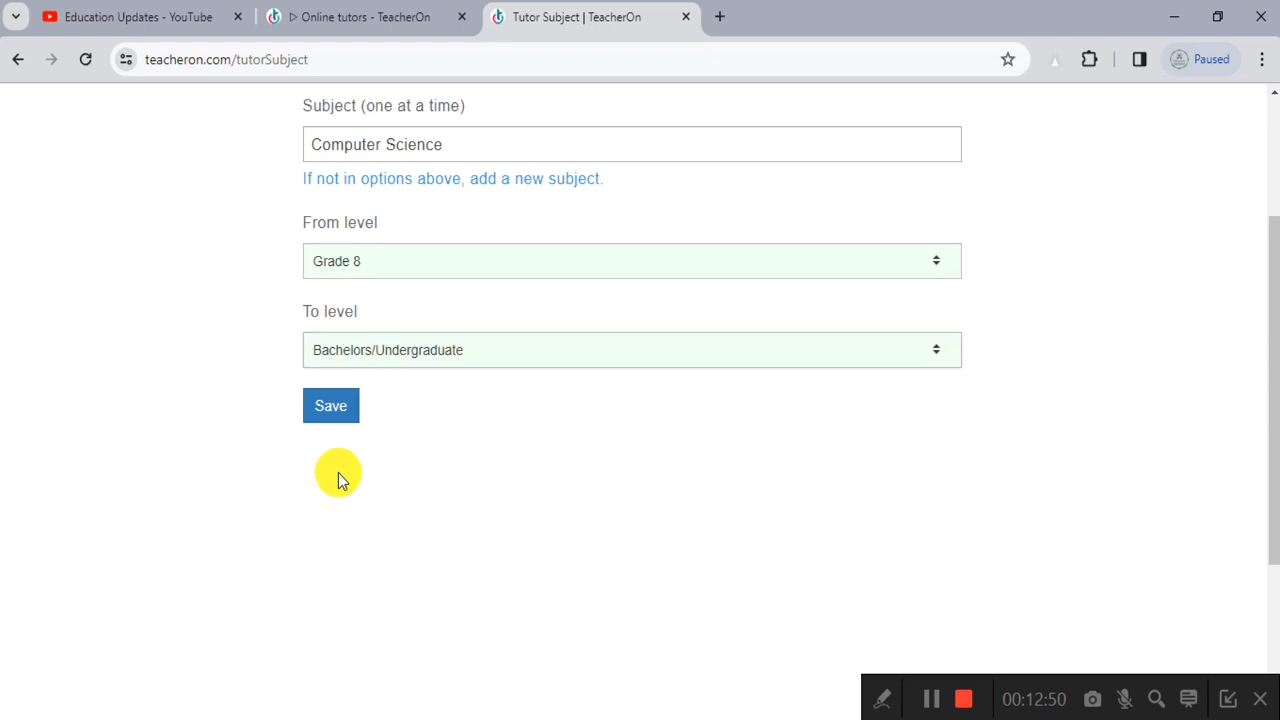 Education Updates - YouTube
▷ Online tutors - TeacherOn
Tutor Subject | TeacherOn
teacheron.com/tutorSubject
Paused
Subject (one at a time)
Computer Science
If not in options above, add a new subject.
From level
Grade 8
To level
Bachelors/Undergraduate
Save
00:12:50